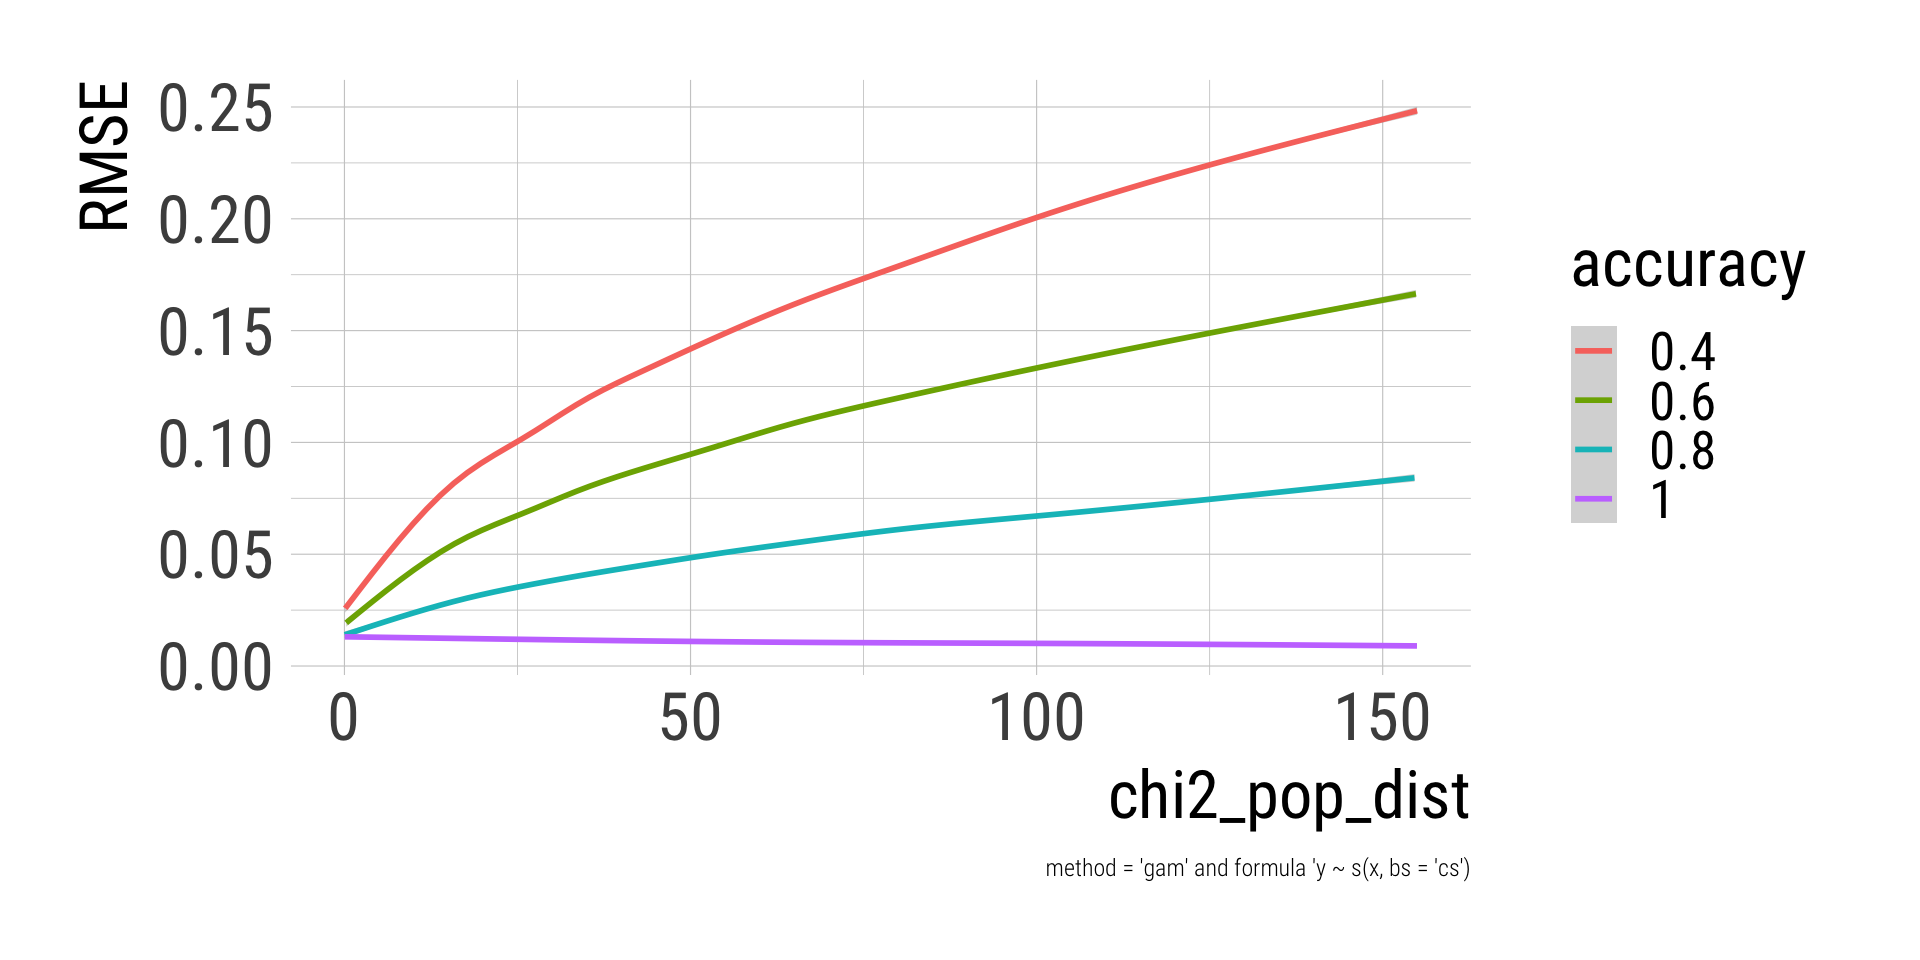 RMSE
0.25
0.20
0.15
0.10
0.05
0.00
0 50 100 150
chi2_pop_dist
method = 'gam' and formula 'y ~ s(x, bs = 'cs')
accuracy
0.4
0.6
0.8
1